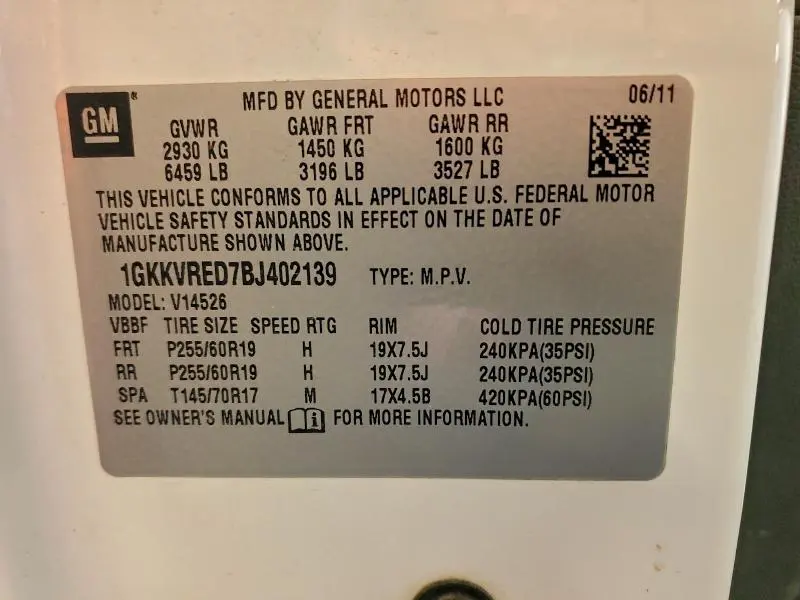 GM®
MFD BY GENERAL MOTORS LLC 06/11
GVWR GAWR FRT GAWR RR
2930 KG 1450 KG 1600 KG
6459 LB 3196 LB 3527 LB
THIS VEHICLE CONFORMS TO ALL APPLICABLE U.S. FEDERAL MOTOR
VEHICLE SAFETY STANDARDS IN EFFECT ON THE DATE OF
MANUFACTURE SHOWN ABOVE.
1GKKVRED7BJ402139 TYPE: M.P.V.
MODEL: V14526
VBBF TIRE SIZE SPEED RTG RIM COLD TIRE PRESSURE
FRT P255/60R19 H 19X7.5J 240KPA(35PSI)
RR P255/60R19 H 19X7.5J 240KPA(35PSI)
SPA T145/70R17 M 17X4.5B 420KPA(60PSI)
SEE OWNER'S MANUAL i FOR MORE INFORMATION.